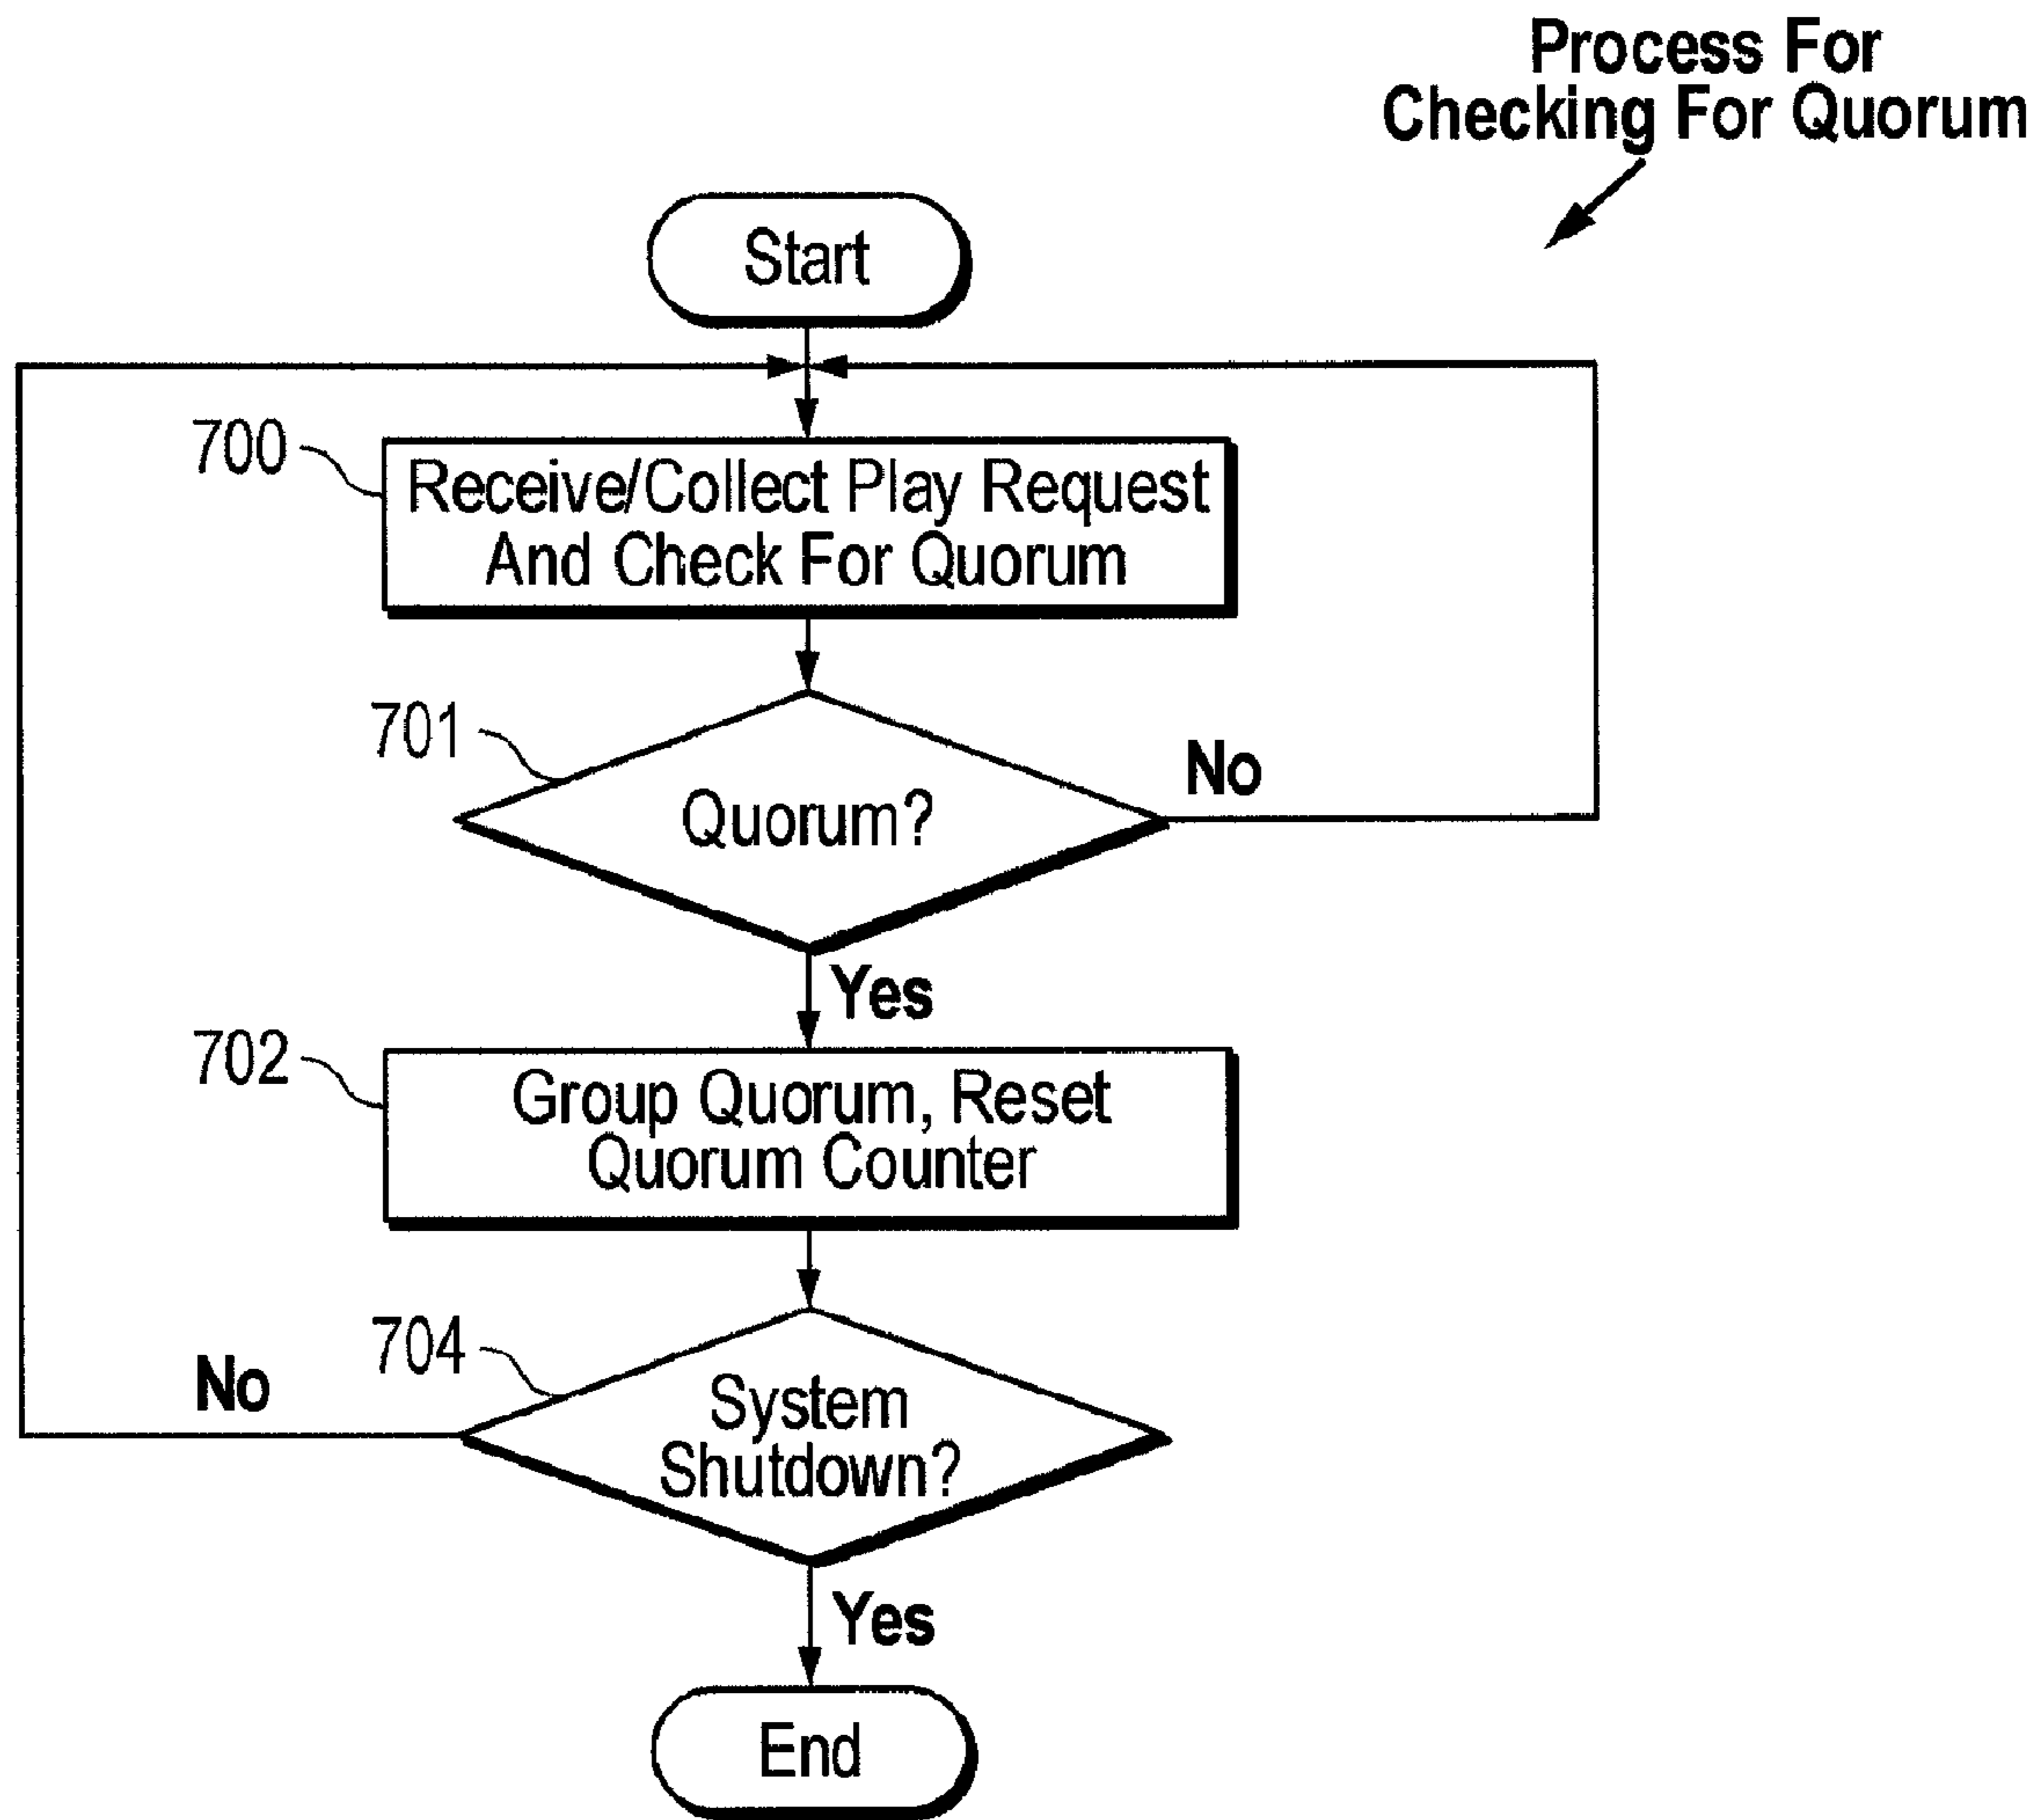 Process For
Checking For Quorum
Start
700
Receive/Collect Play Request
And Check For Quorum
701
Quorum?
No
Yes
702
Group Quorum, Reset
Quorum Counter
704
No
System
Shutdown?
Yes
End